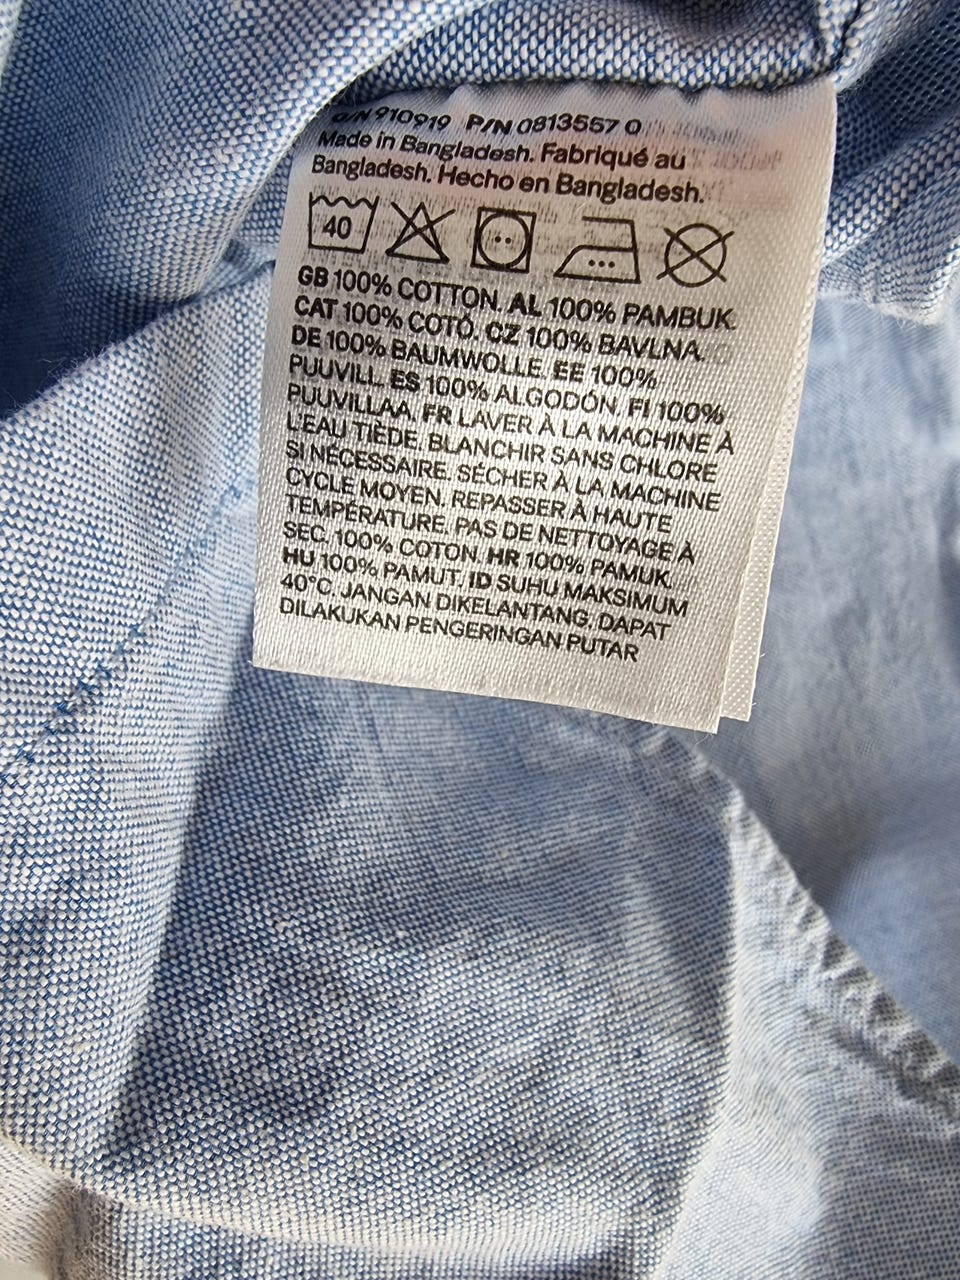 O/N 910919 P/N 0813557 0
Made in Bangladesh. Fabriqué au
Bangladesh. Hecho en Bangladesh.
40
GB 100% COTTON. AL 100% PAMBUK.
CAT 100% COTÓ. CZ 100% BAVLNA.
DE 100% BAUMWOLLE. EE 100%
PUUVILL. ES 100% ALGODÓN. FI 100%
PUUVILLAA. FR LAVER À LA MACHINE À
L'EAU TIÈDE. BLANCHIR SANS CHLORE
SI NÉCESSAIRE. SÉCHER À LA MACHINE
CYCLE MOYEN. REPASSER À HAUTE
TEMPÉRATURE. PAS DE NETTOYAGE À
SEC. 100% COTON. HR 100% PAMUK.
HU 100% PAMUT. ID SUHU MAKSIMUM
40°C. JANGAN DIKELANTANG. DAPAT
DILAKUKAN PENGERINGAN PUTAR